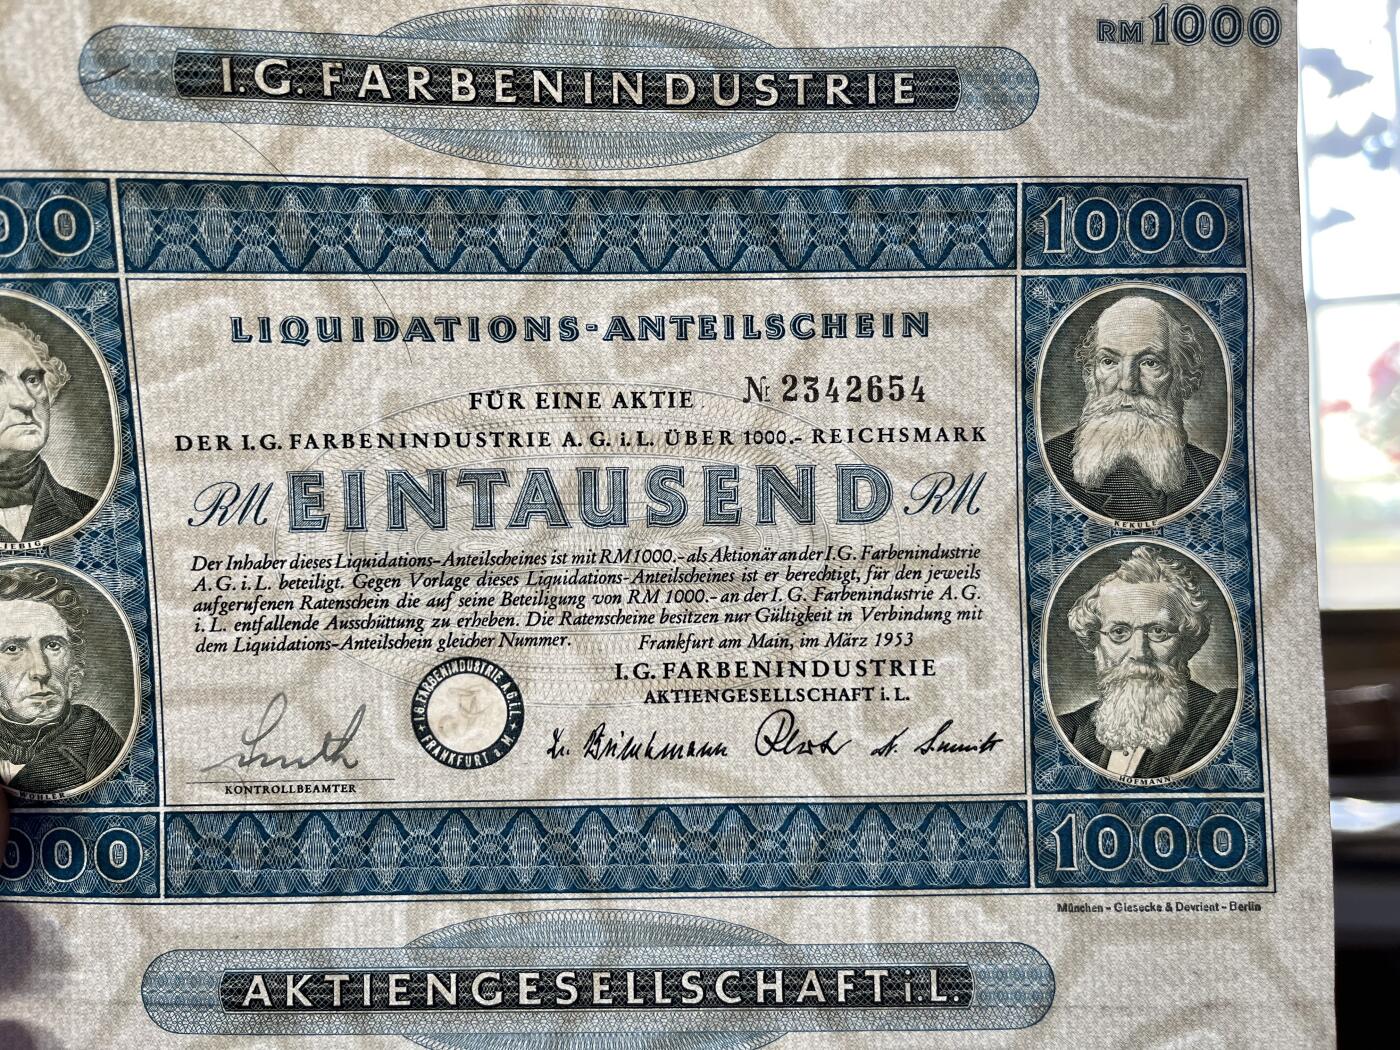 RM 1000
I.G. FARBENINDUSTRIE
00
1000
LIQUIDATIONS-ANTEILSCHEIN
FÜR EINE AKTIE
№ 2342654
DER I.G. FARBENINDUSTRIE A. G. i. L. ÜBER 1000.- REICHSMARK
RM EINTAUSEND RM
Der Inhaber dieses Liquidations-Anteilscheines ist mit RM 1000.- als Aktionär an der I.G. Farbenindustrie
A. G. i. L. beteiligt. Gegen Vorlage dieses Liquidations-Anteilscheines ist er berechtigt, für den jeweils
aufgerufenen Ratenschein die auf seine Beteiligung von RM 1000.- an der I. G. Farbenindustrie A. G.
i. L. entfallende Ausschüttung zu erheben. Die Ratenscheine besitzen nur Gültigkeit in Verbindung mit
dem Liquidations-Anteilschein gleicher Nummer.
Frankfurt am Main, im März 1953
I.G. FARBENINDUSTRIE
AKTIENGESELLSCHAFT i. L.
I.G. FARBENINDUSTRIE A.G. i.L. FRANKFURT a. M.
KONTROLLBEAMTER
IEBIG
KEKULÉ
WÖHLER
HOFMANN
000
1000
München - Giesecke & Devrient - Berlin
AKTIENGESELLSCHAFT i.L.